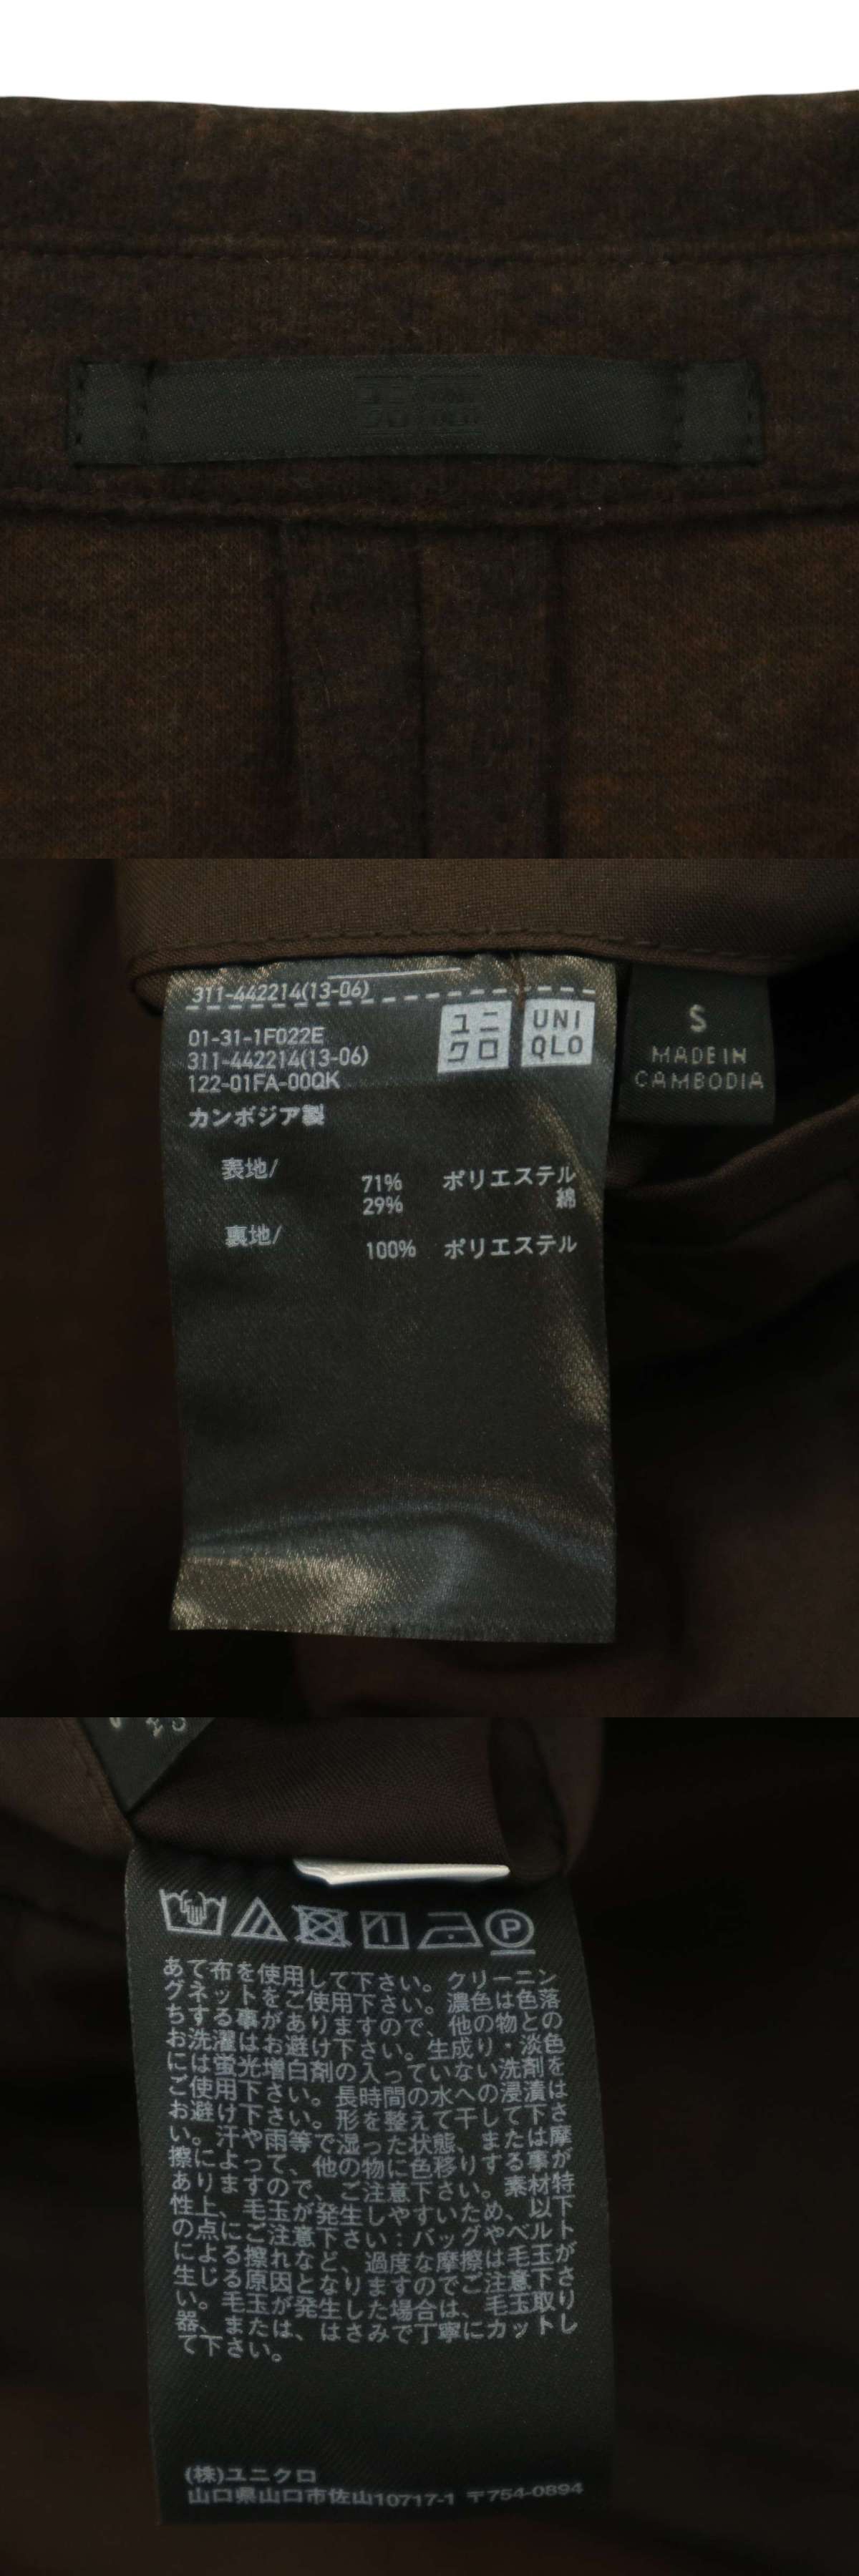 311-442214(13-06)
01-31-1F022E
311-442214(13-06)
122-01FA-00QK
ユニ
クロ
UNI
QLO
カンボジア製
表地/
71% ポリエステル
29% 綿
裏地/
100% ポリエステル
S
MADE IN
CAMBODIA
P
あて布を使用して下さい。クリーニン
グネットをご使用下さい。濃色は色落
ちする事がありますので、他の物との
お洗濯はお避け下さい。生成り・淡色
には蛍光増白剤の入っていない洗剤を
ご使用下さい。長時間の水への浸漬は
お避け下さい。形を整えて干して下さ
い。汗や雨等で湿った状態、または摩
擦によって、他の物に色移りする事が
ありますので、ご注意下さい。素材特
性上、毛玉が発生しやすいため、以下
の点にご注意下さい：バッグやベルト
による擦れなど、過度な摩擦は毛玉が
生じる原因となりますのでご注意下さ
い。毛玉が発生した場合は、毛玉取り
器、または、はさみで丁寧にカットし
て下さい。
(株)ユニクロ
山口県山口市佐山10717-1 〒754-0894